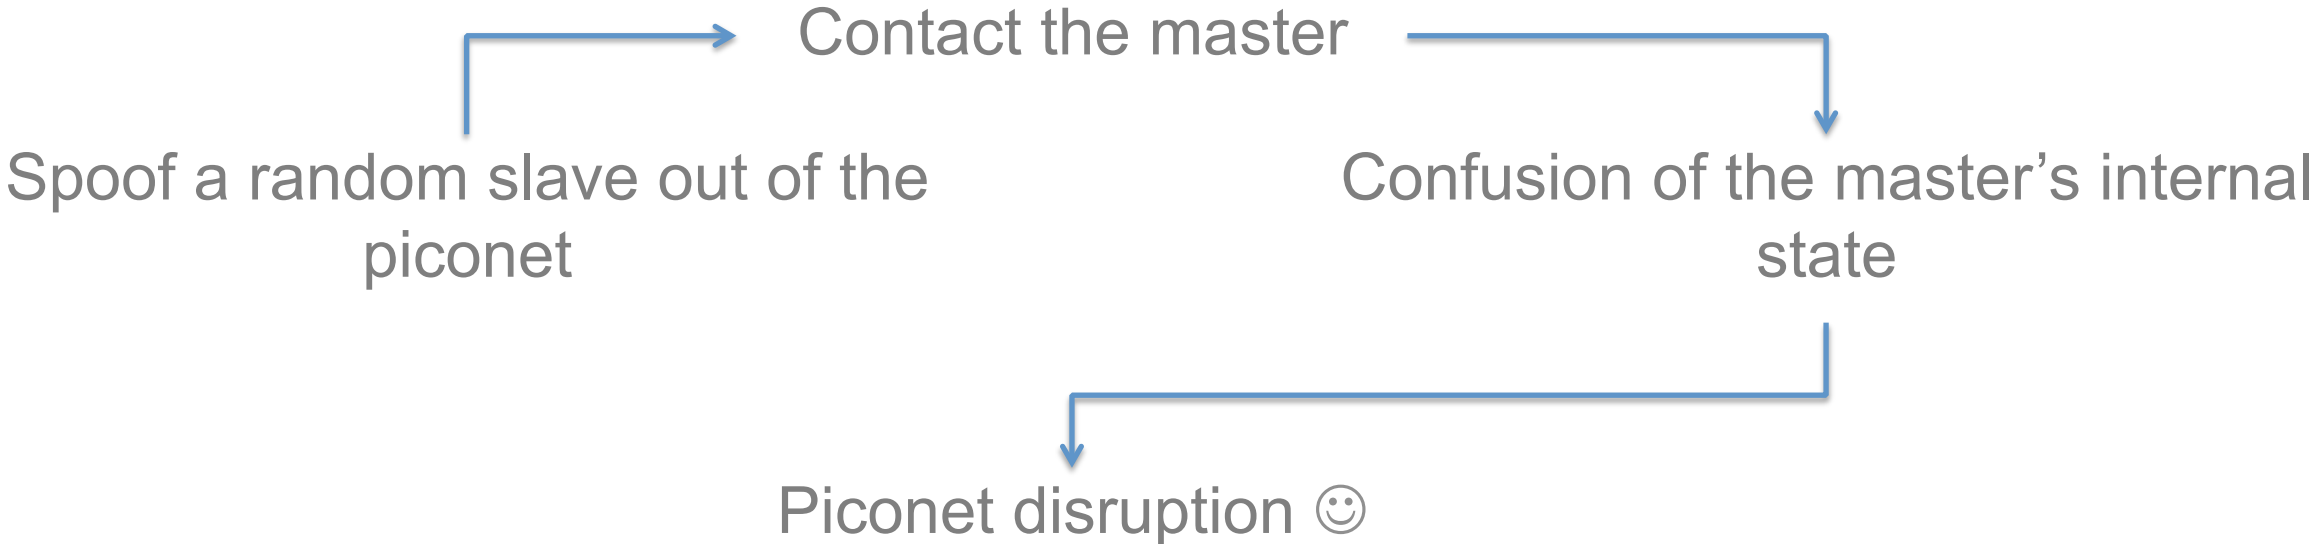 Contact the master
Spoof a random slave out of the
piconet
Confusion of the master’s internal
state
Piconet disruption ☺